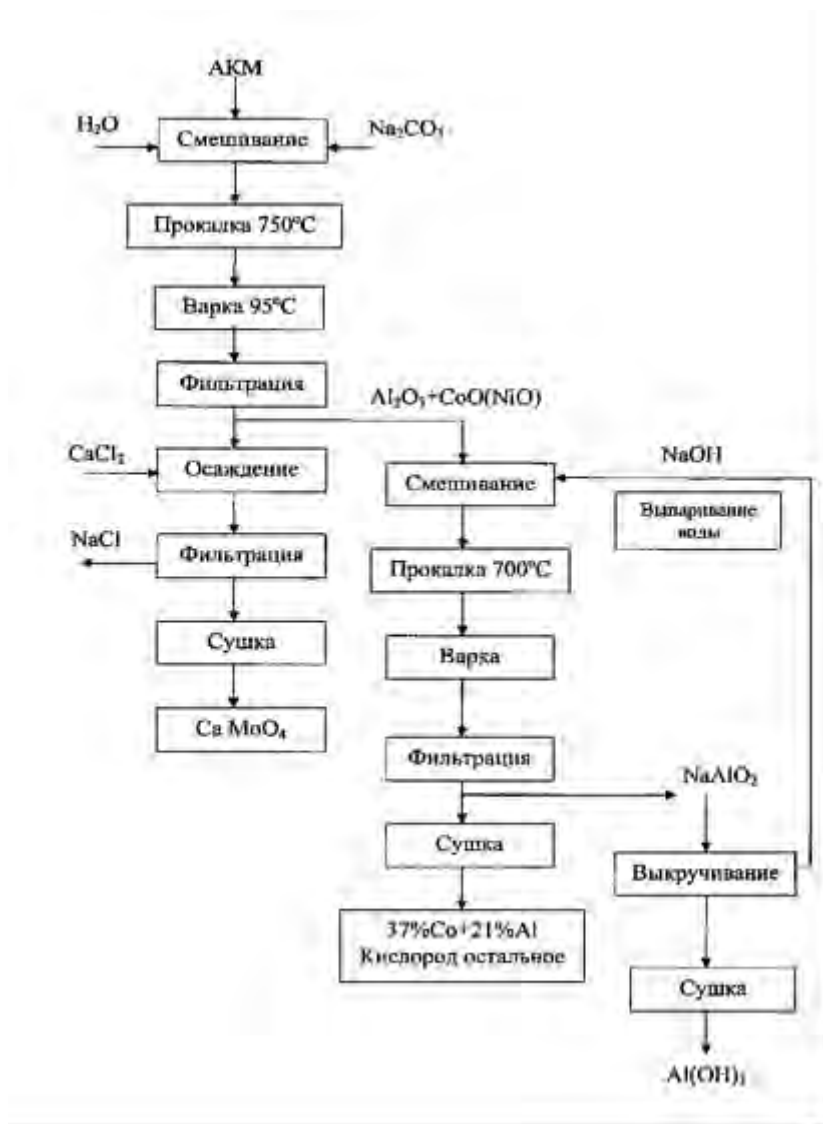 АКМ
H₂O
Na₂CO₃
Смешивание
Прокалка 750°С
Варка 95°С
Фильтрация
Al₂O₃+CoO(NiO)
CaCl₂
Осаждение
NaOH
Смешивание
Выпаривание
воды
NaCl
Фильтрация
Прокалка 700°С
Сушка
Варка
Ca MoO₄
Фильтрация
NaAlO₂
Сушка
Выкручивание
37%Co+21%Al
Кислород остальное
Сушка
Al(OH)₃